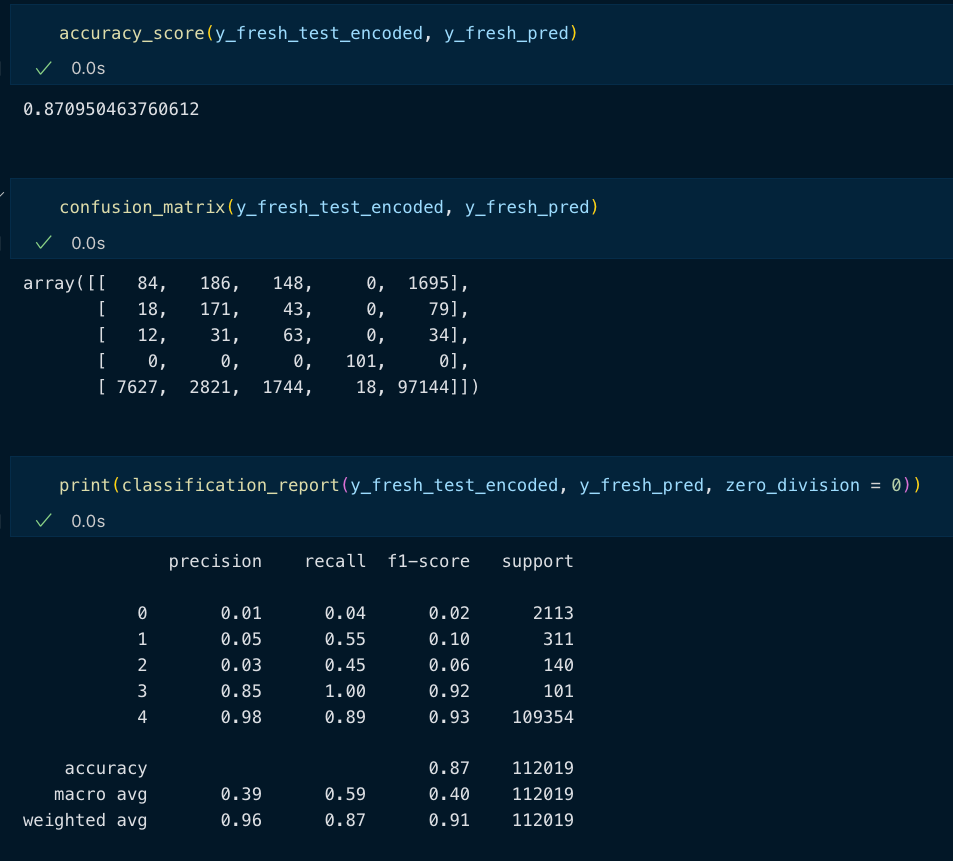 accuracy_score(y_fresh_test_encoded, y_fresh_pred)
0.0s
0.870950463760612
confusion_matrix(y_fresh_test_encoded, y_fresh_pred)
0.0s
array([[   84,   186,   148,     0,  1695],
       [   18,   171,    43,     0,    79],
       [   12,    31,    63,     0,    34],
       [    0,     0,     0,   101,     0],
       [ 7627,  2821,  1744,    18, 97144]])
print(classification_report(y_fresh_test_encoded, y_fresh_pred, zero_division = 0))
0.0s
              precision    recall  f1-score   support
           0       0.01      0.04      0.02      2113
           1       0.05      0.55      0.10       311
           2       0.03      0.45      0.06       140
           3       0.85      1.00      0.92       101
           4       0.98      0.89      0.93    109354
    accuracy                           0.87    112019
   macro avg       0.39      0.59      0.40    112019
weighted avg       0.96      0.87      0.91    112019